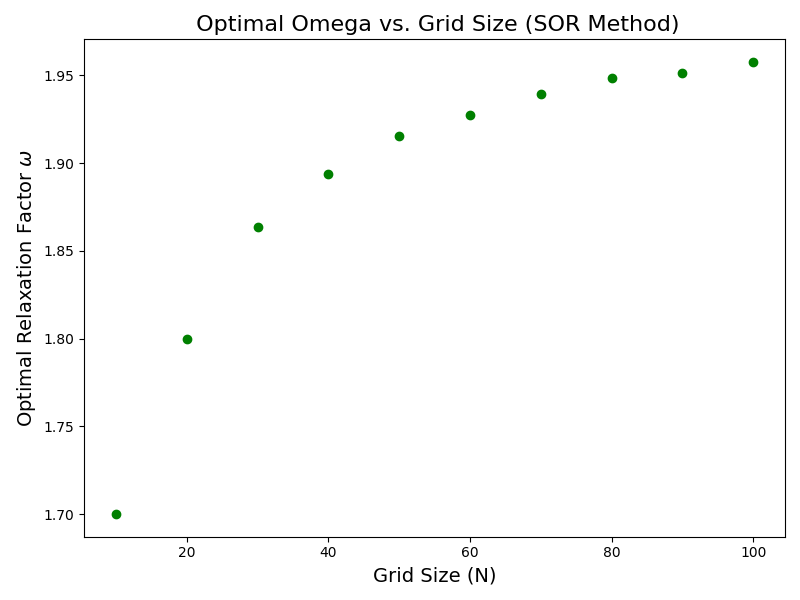 Optimal Omega vs. Grid Size (SOR Method)
Optimal Relaxation Factor ω
1.95
1.90
1.85
1.80
1.75
1.70
20 40 60 80 100
Grid Size (N)